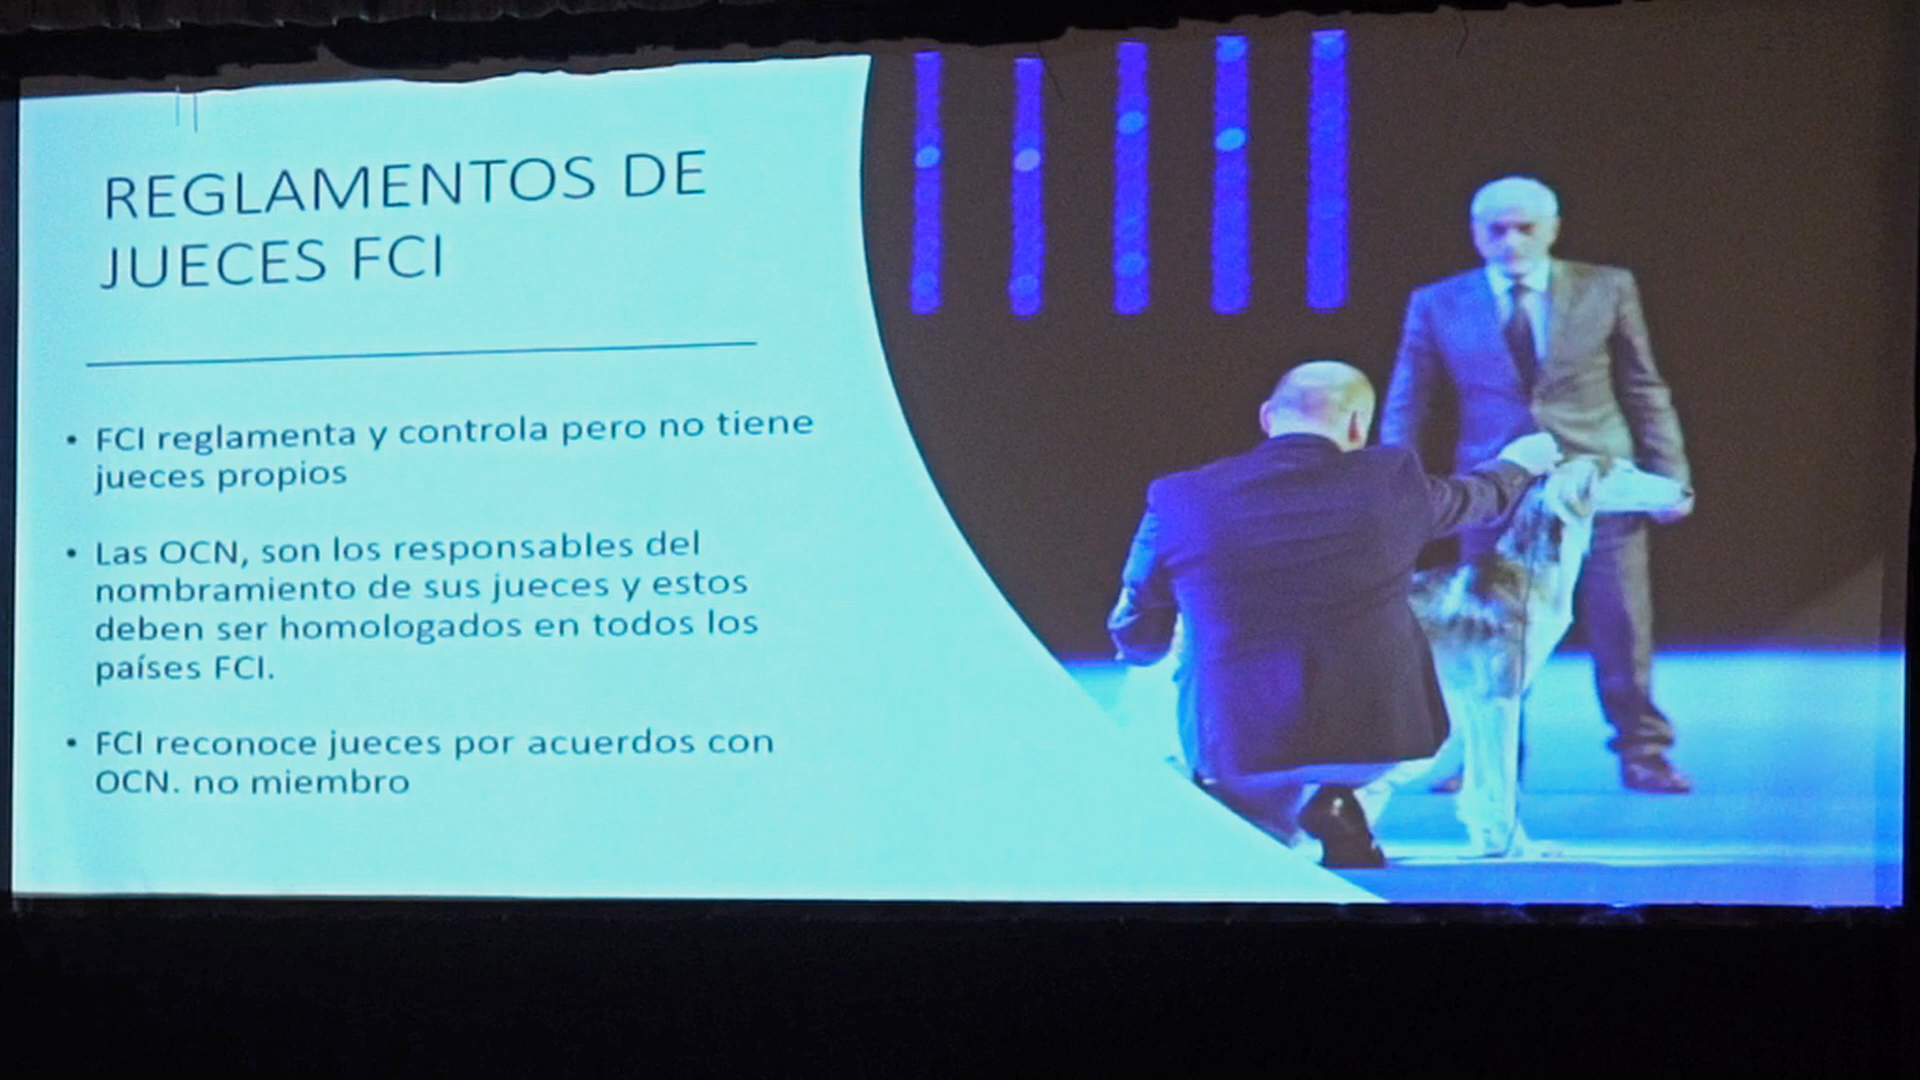 REGLAMENTOS DE
JUECES FCI
• FCI reglamenta y controla pero no tiene
jueces propios
• Las OCN, son los responsables del
nombramiento de sus jueces y estos
deben ser homologados en todos los
países FCI.
• FCI reconoce jueces por acuerdos con
OCN. no miembro